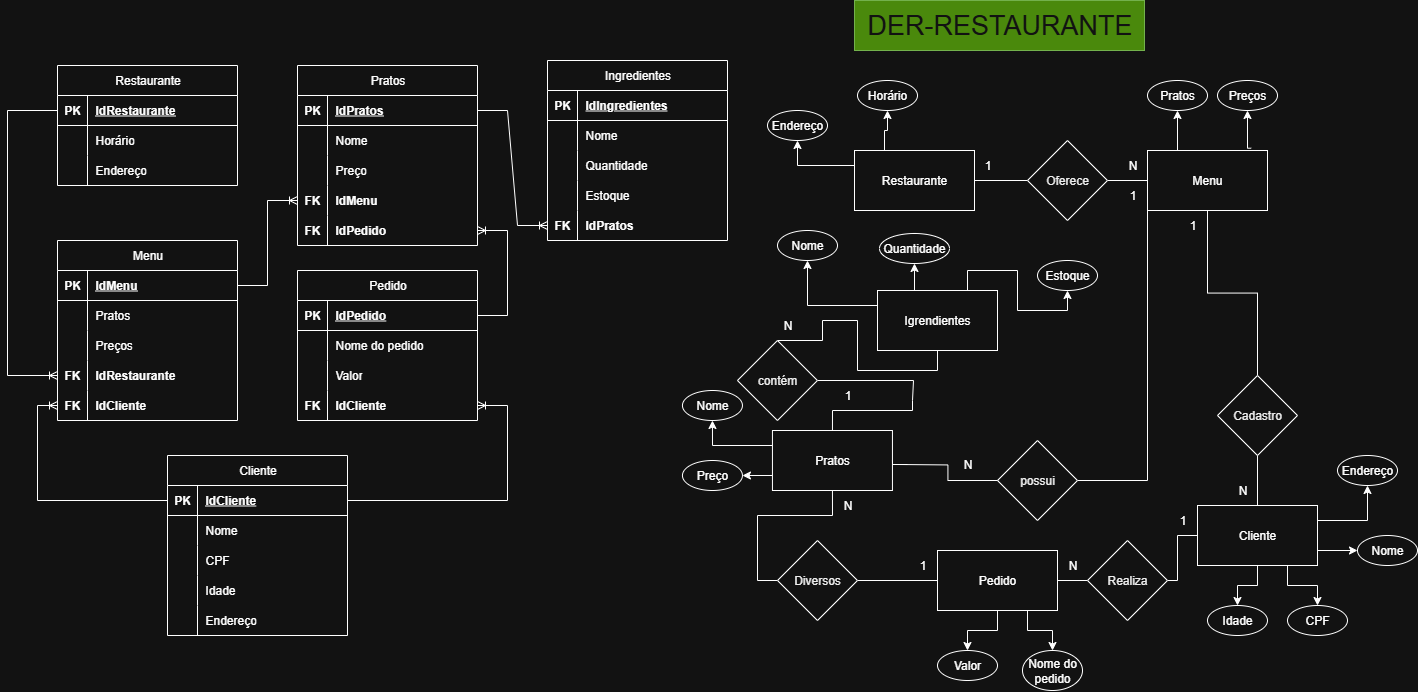 DER-RESTAURANTE
Restaurante
PK IdRestaurante
Horário
Endereço
Pratos
PK IdPratos
Nome
Preço
FK IdMenu
FK IdPedido
Ingredientes
PK IdIngredientes
Nome
Quantidade
Estoque
FK IdPratos
Menu
PK IdMenu
Pratos
Preços
FK IdRestaurante
FK IdCliente
Pedido
PK IdPedido
Nome do pedido
Valor
FK IdCliente
Cliente
PK IdCliente
Nome
CPF
Idade
Endereço
Horário
Pratos
Preços
Endereço
Restaurante
1
Oferece
N
Menu
1
1
Nome
Quantidade
Estoque
Igrendientes
N
contém
1
Nome
Pratos
Preço
N
possui
N
Cadastro
N
Endereço
1
Cliente
Nome
Diversos
1
Pedido
N
Realiza
Idade
CPF
Valor
Nome do
pedido